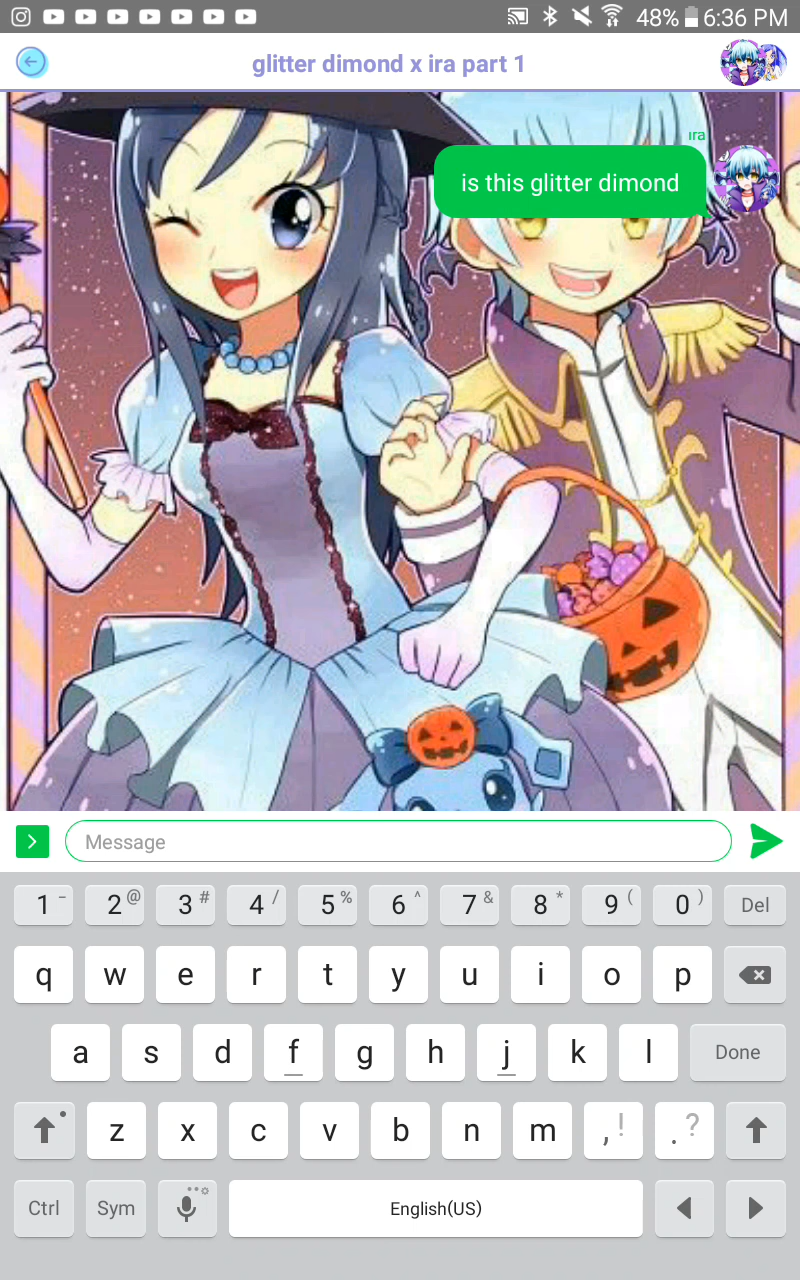 48% 6:36 PM
glitter dimond x ira part 1
ira
is this glitter dimond
Message
1 - 2 @ 3 # 4 / 5 % 6 ^ 7 & 8 * 9 ( 0 ) Del
q w e r t y u i o p
a s d f g h j k l Done
z x c v b n m , ! . ?
Ctrl Sym English(US)